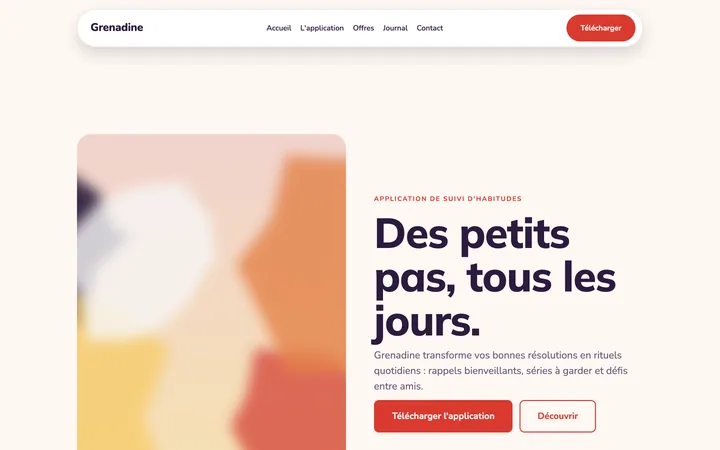 Grenadine
Accueil L'application Offres Journal Contact
Télécharger
APPLICATION DE SUIVI D'HABITUDES
Des petits
pas, tous les
jours.
Grenadine transforme vos bonnes résolutions en rituels
quotidiens : rappels bienveillants, séries à garder et défis
entre amis.
Télécharger l'application Découvrir